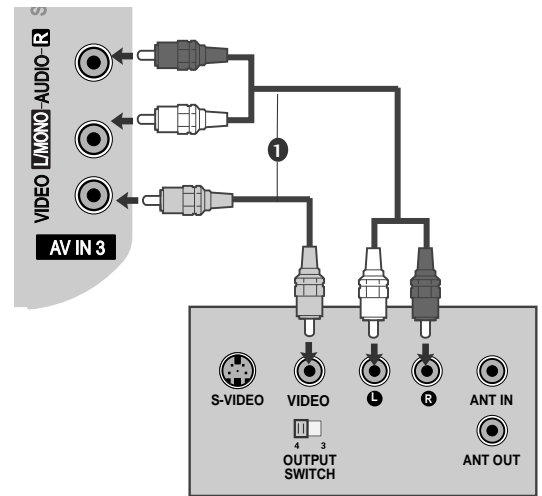 S
VIDEO L/MONO-AUDIO-R
AV IN 3
1
S-VIDEO
VIDEO
L
R
ANT IN
4 3
OUTPUT
SWITCH
ANT OUT